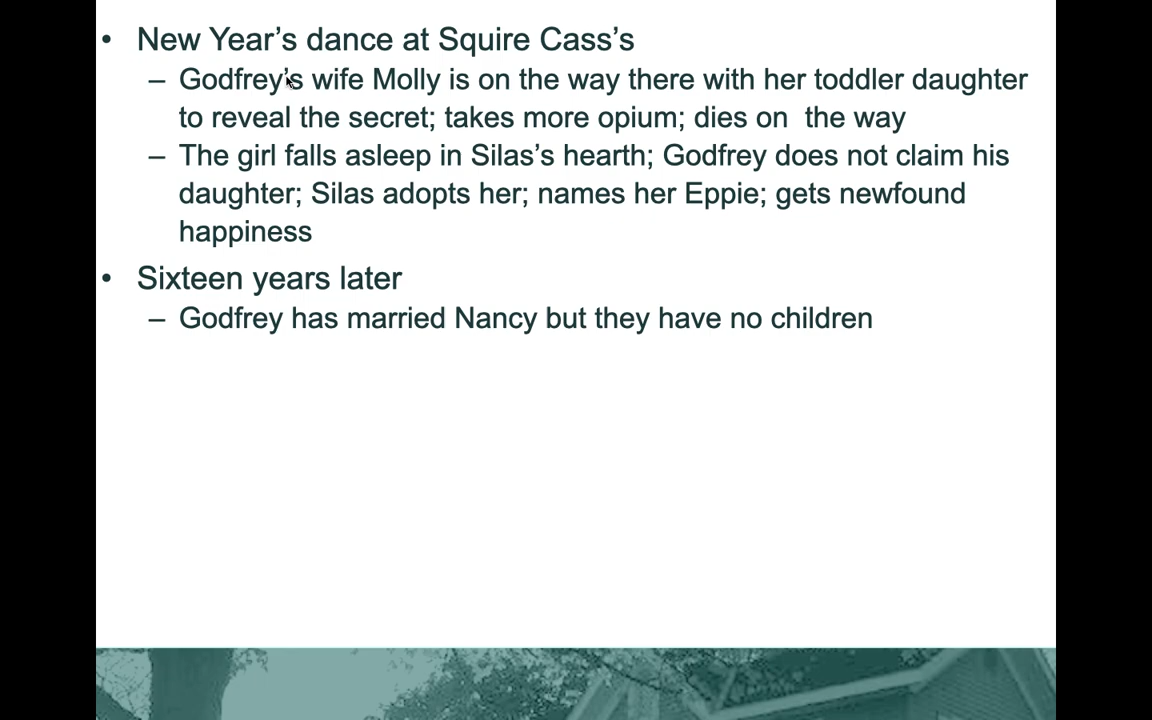 • New Year’s dance at Squire Cass’s
– Godfrey’s wife Molly is on the way there with her toddler daughter
to reveal the secret; takes more opium; dies on the way
– The girl falls asleep in Silas’s hearth; Godfrey does not claim his
daughter; Silas adopts her; names her Eppie; gets newfound
happiness
• Sixteen years later
– Godfrey has married Nancy but they have no children